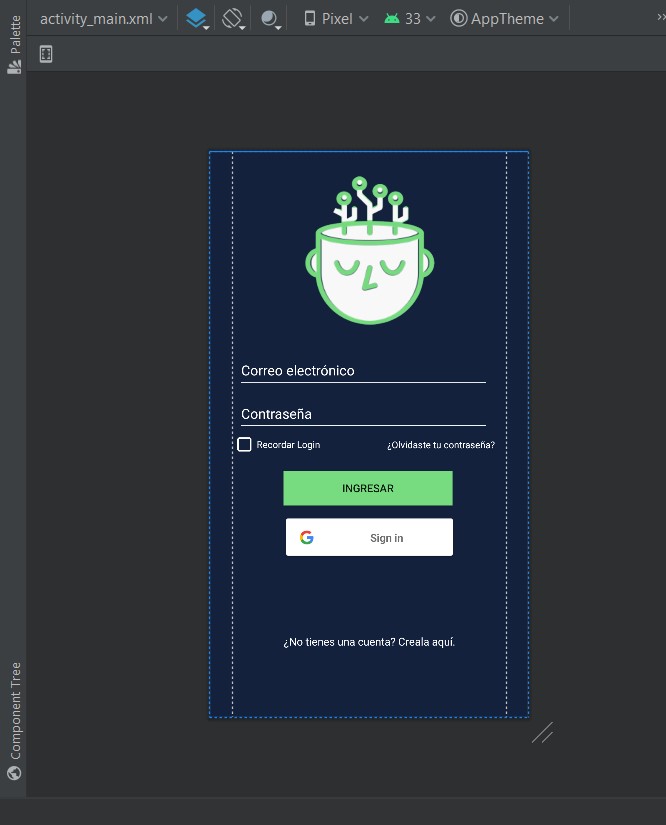 activity_main.xml Pixel 33 AppTheme
Palette
Correo electrónico
Contraseña
Recordar Login ¿Olvidaste tu contraseña?
INGRESAR
G Sign in
¿No tienes una cuenta? Creala aquí.
Component Tree